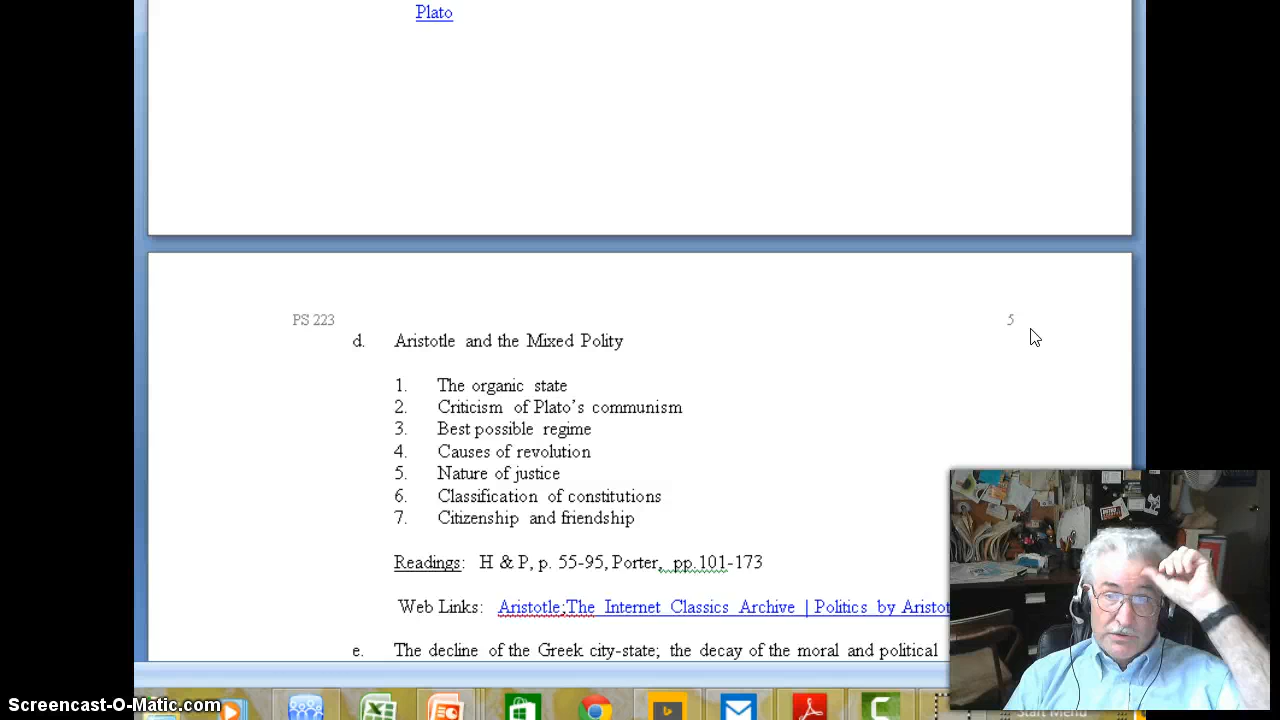 Plato
PS 223 5
d. Aristotle and the Mixed Polity
1. The organic state
2. Criticism of Plato's communism
3. Best possible regime
4. Causes of revolution
5. Nature of justice
6. Classification of constitutions
7. Citizenship and friendship
Readings: H & P, p. 55-95, Porter, pp.101-173
Web Links: Aristotle;The Internet Classics Archive | Politics by Aristot
e. The decline of the Greek city-state; the decay of the moral and political
Screencast-O-Matic.com
Start Menu